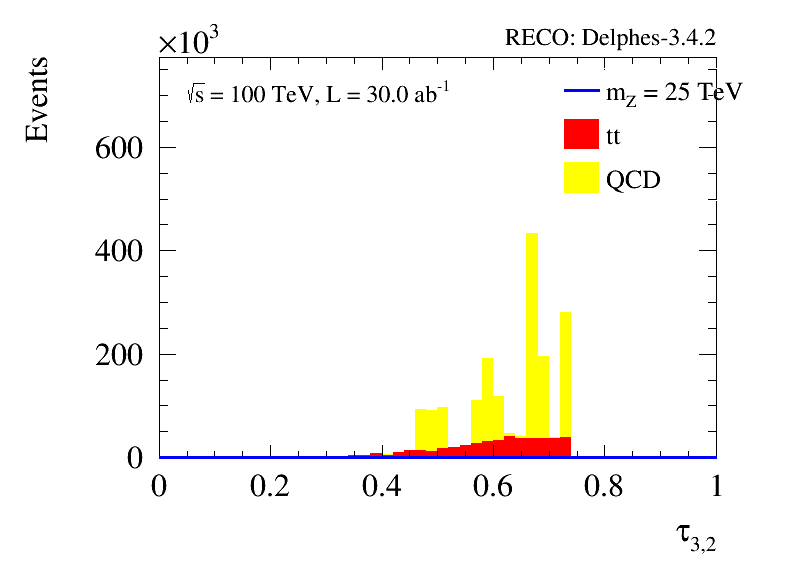 ×10³
RECO: Delphes-3.4.2
Events
√s = 100 TeV, L = 30.0 ab⁻¹
m_Z = 25 TeV
tt
QCD
600
400
200
0
0 0.2 0.4 0.6 0.8 1
τ_3,2